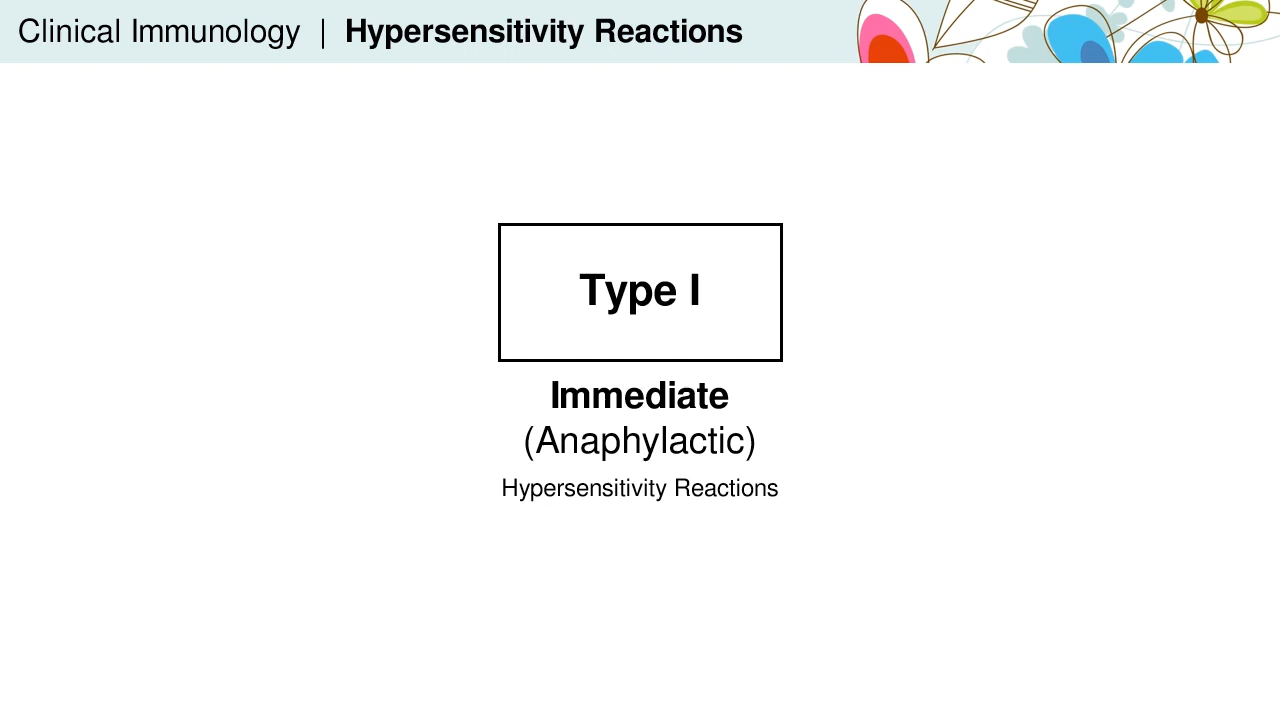 Clinical Immunology | Hypersensitivity Reactions
Type I
Immediate
(Anaphylactic)
Hypersensitivity Reactions